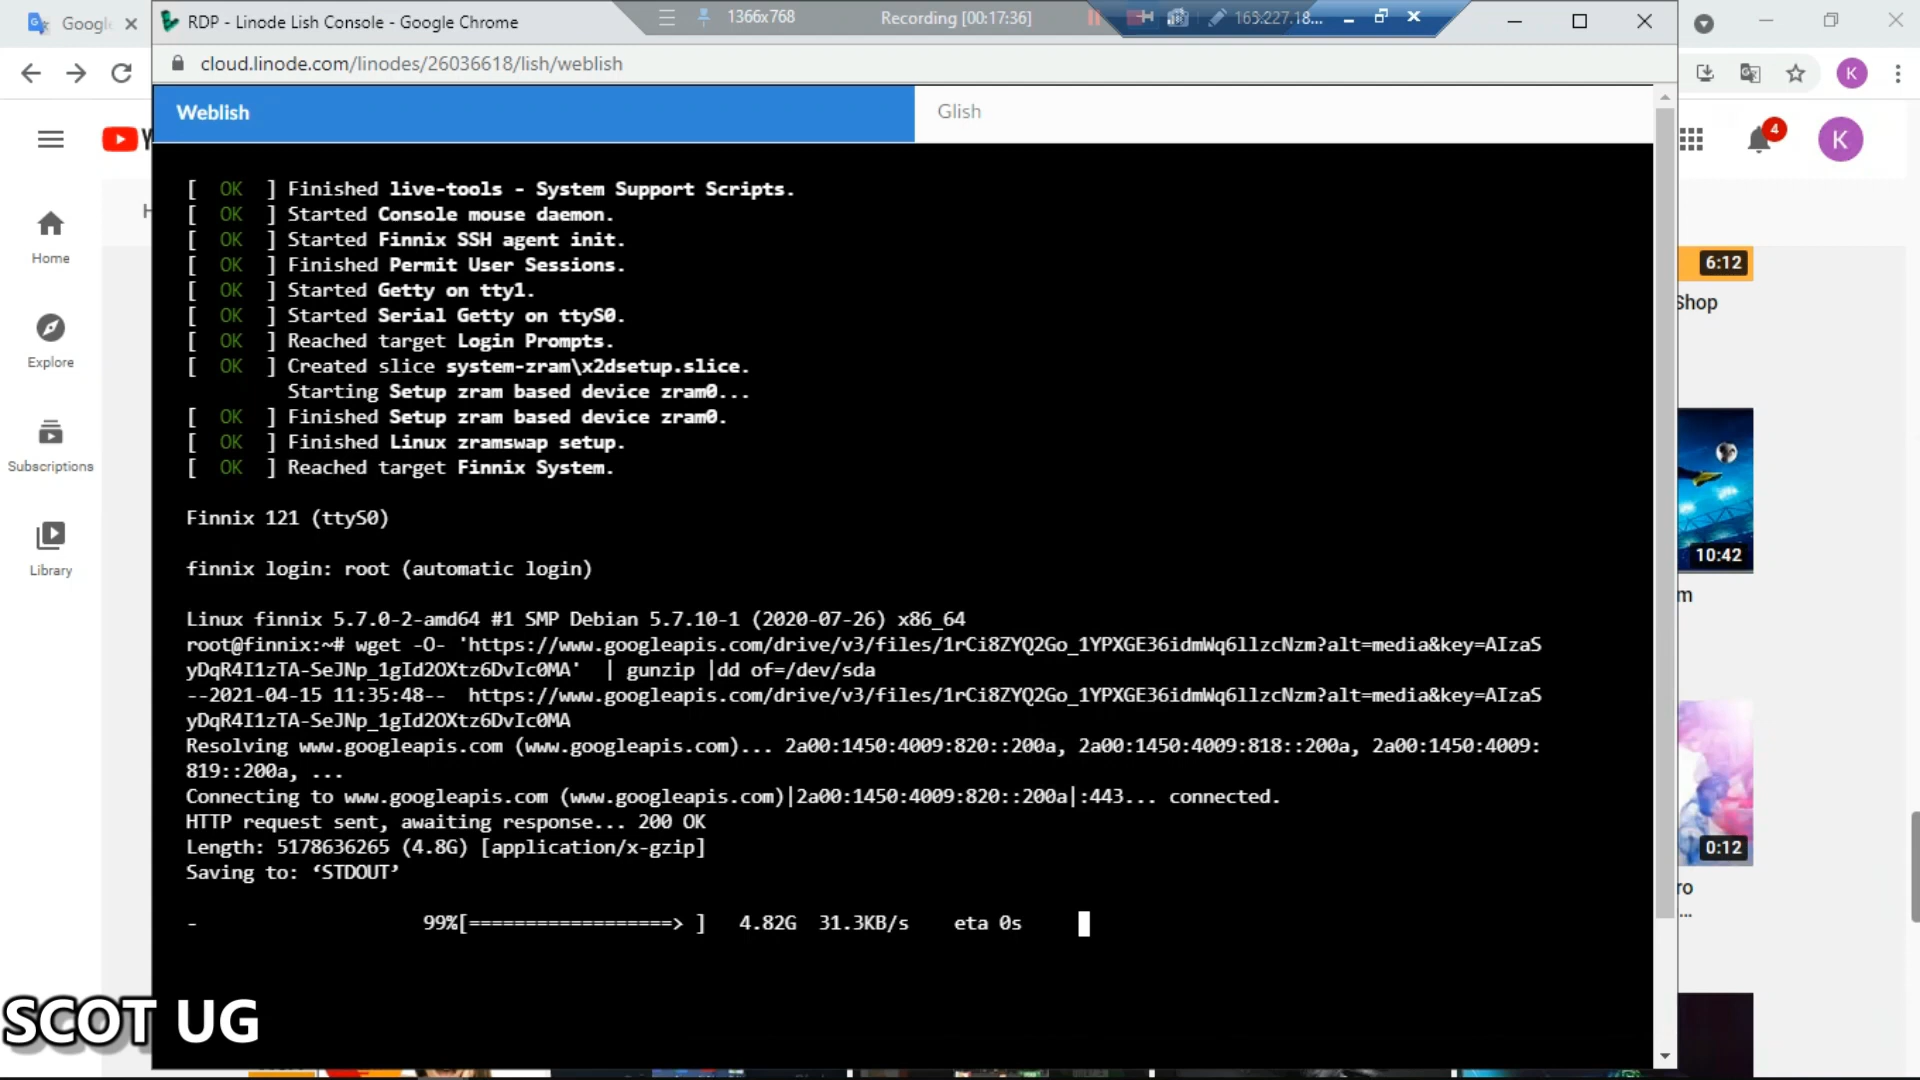 Googl
RDP - Linode Lish Console - Google Chrome
1366x768
Recording [00:17:36]
cloud.linode.com/linodes/26036618/lish/weblish
K
Weblish
Glish
4
K
Home
Explore
Subscriptions
Library
[ OK ] Finished live-tools - System Support Scripts.
[ OK ] Started Console mouse daemon.
[ OK ] Started Finnix SSH agent init.
[ OK ] Finished Permit User Sessions.
[ OK ] Started Getty on tty1.
[ OK ] Started Serial Getty on ttyS0.
[ OK ] Reached target Login Prompts.
[ OK ] Created slice system-zram\x2dsetup.slice.
Starting Setup zram based device zram0...
[ OK ] Finished Setup zram based device zram0.
[ OK ] Finished Linux zramswap setup.
[ OK ] Reached target Finnix System.
Finnix 121 (ttyS0)
finnix login: root (automatic login)
Linux finnix 5.7.0-2-amd64 #1 SMP Debian 5.7.10-1 (2020-07-26) x86_64
root@finnix:~# wget -O- 'https://www.googleapis.com/drive/v3/files/1rCi8ZYQ2Go_1YPXGE36idmWq6llzcNzm?alt=media&key=AIzaS
yDqR4I1zTA-SeJNp_1gId2OXtz6DvIc0MA' | gunzip |dd of=/dev/sda
--2021-04-15 11:35:48-- https://www.googleapis.com/drive/v3/files/1rCi8ZYQ2Go_1YPXGE36idmWq6llzcNzm?alt=media&key=AIzaS
yDqR4I1zTA-SeJNp_1gId2OXtz6DvIc0MA
Resolving www.googleapis.com (www.googleapis.com)... 2a00:1450:4009:820::200a, 2a00:1450:4009:818::200a, 2a00:1450:4009:
819::200a, ...
Connecting to www.googleapis.com (www.googleapis.com)|2a00:1450:4009:820::200a|:443... connected.
HTTP request sent, awaiting response... 200 OK
Length: 5178636265 (4.8G) [application/x-gzip]
Saving to: ‘STDOUT’
- 99%[==================> ] 4.82G 31.3KB/s eta 0s
6:12
Shop
10:42
m
0:12
ro
...
SCOT UG